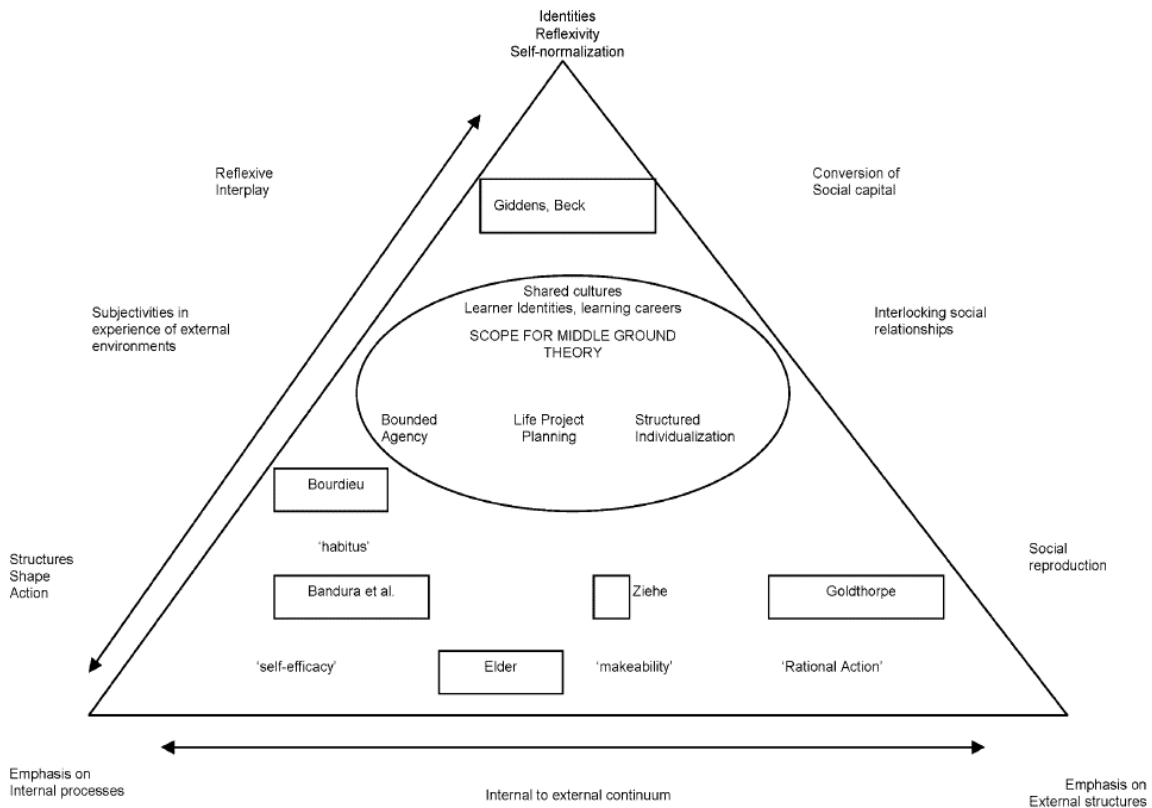 Identities
Reflexivity
Self-normalization
Reflexive
Interplay
Conversion of
Social capital
Giddens, Beck
Shared cultures
Learner Identities, learning careers
Subjectivities in
experience of external
environments
Interlocking social
relationships
SCOPE FOR MIDDLE GROUND
THEORY
Bounded
Agency
Life Project
Planning
Structured
Individualization
Bourdieu
‘habitus’
Structures
Shape
Action
Social
reproduction
Bandura et al.
Ziehe
Goldthorpe
‘self-efficacy’
Elder
‘makeability’
‘Rational Action’
Emphasis on
Internal processes
Internal to external continuum
Emphasis on
External structures